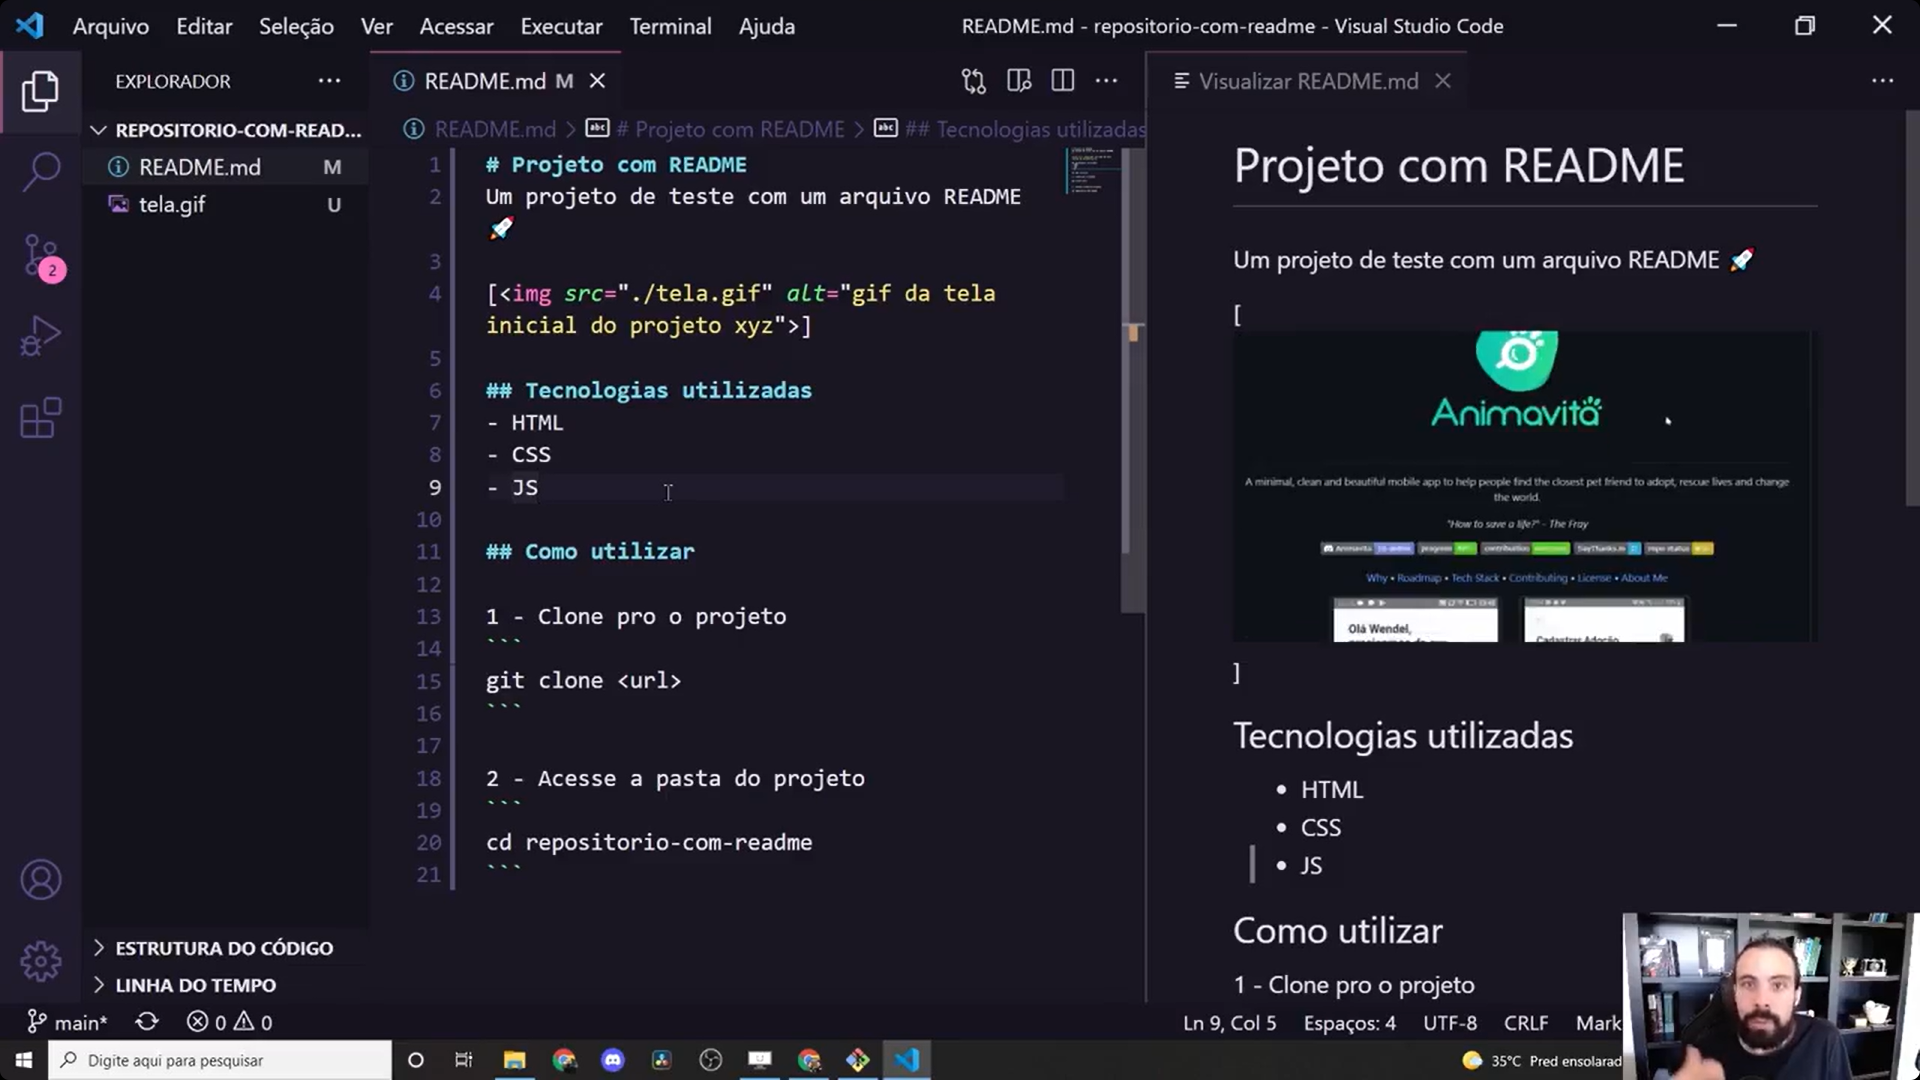 Arquivo Editar Seleção Ver Acessar Executar Terminal Ajuda README.md - repositorio-com-readme - Visual Studio Code
EXPLORADOR
REPOSITORIO-COM-READ...
README.md M
tela.gif U
2
ESTRUTURA DO CÓDIGO
LINHA DO TEMPO
README.md M
README.md > # Projeto com README > ## Tecnologias utilizadas
1 # Projeto com README
2 Um projeto de teste com um arquivo README
🚀
3
4 [<img src="./tela.gif" alt="gif da tela
inicial do projeto xyz">]
5
6 ## Tecnologias utilizadas
7 - HTML
8 - CSS
9 - JS
10
11 ## Como utilizar
12
13 1 - Clone pro o projeto
14 ```
15 git clone <url>
16 ```
17
18 2 - Acesse a pasta do projeto
19 ```
20 cd repositorio-com-readme
21 ```
Visualizar README.md
Projeto com README
Um projeto de teste com um arquivo README 🚀
[
Animavita
A minimal, clean and beautiful mobile app to help people find the closest pet friend to adopt, rescue lives and change
the world.
"How to save a life?" - The Fray
Animavita progress contribution SayThanks.io repo status
Why • Roadmap • Tech Stack • Contributing • License • About Me
Olá Wendel,
Cadastrar Adoção
]
Tecnologias utilizadas
• HTML
• CSS
• JS
Como utilizar
1 - Clone pro o projeto
main* 0 0 Ln 9, Col 5 Espaços: 4 UTF-8 CRLF Mark
Digite aqui para pesquisar 35°C Pred ensolarad